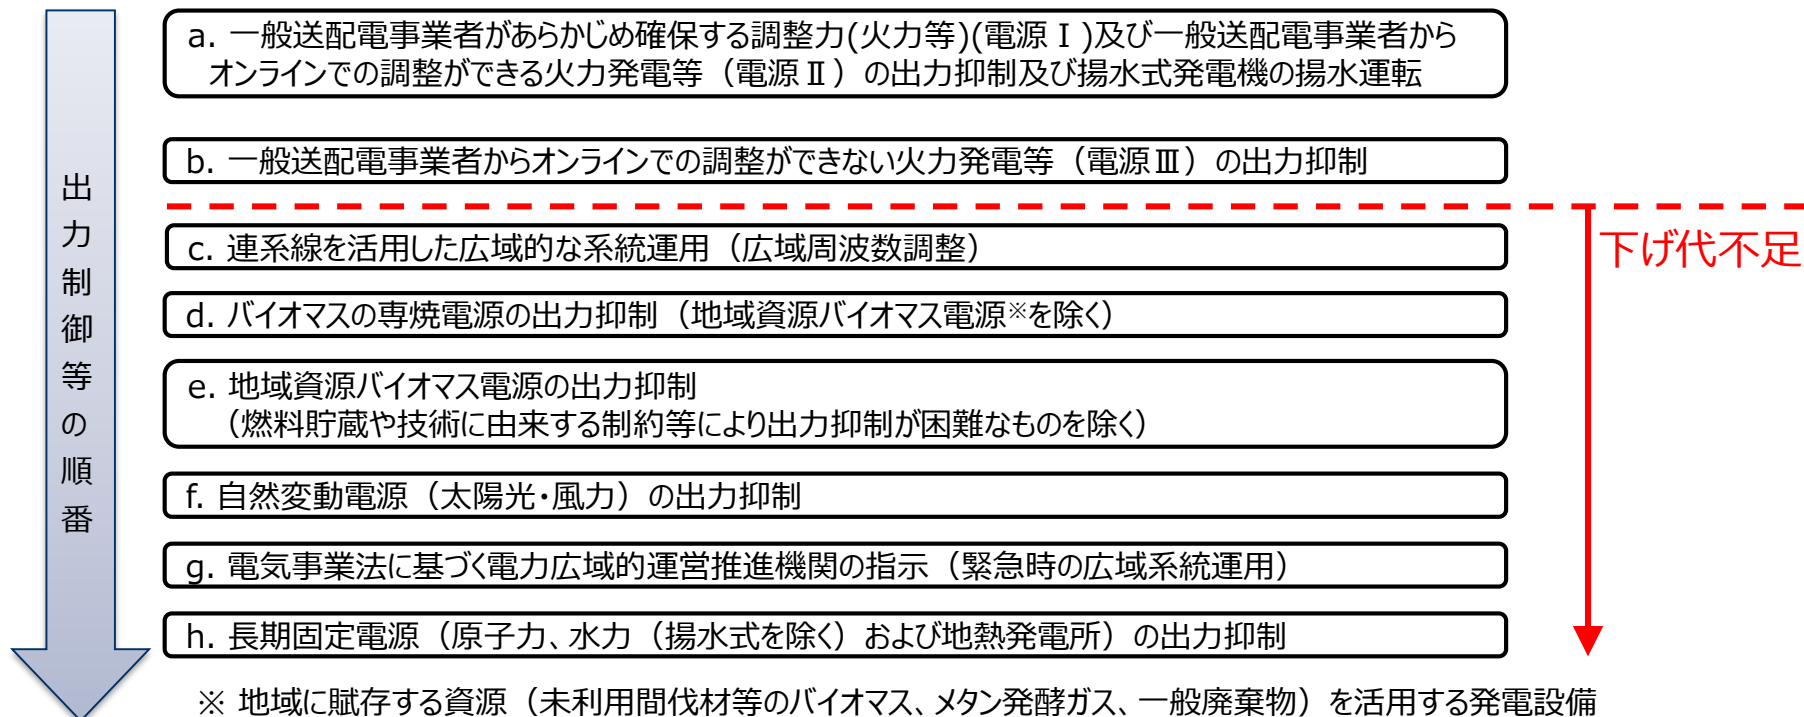 出力制御等の順番
a. 一般送配電事業者があらかじめ確保する調整力(火力等)(電源Ⅰ)及び一般送配電事業者から
オンラインでの調整ができる火力発電等（電源Ⅱ）の出力抑制及び揚水式発電機の揚水運転
b. 一般送配電事業者からオンラインでの調整ができない火力発電等（電源Ⅲ）の出力抑制
下げ代不足
c. 連系線を活用した広域的な系統運用（広域周波数調整）
d. バイオマスの専焼電源の出力抑制（地域資源バイオマス電源※を除く）
e. 地域資源バイオマス電源の出力抑制
（燃料貯蔵や技術に由来する制約等により出力抑制が困難なものを除く）
f. 自然変動電源（太陽光・風力）の出力抑制
g. 電気事業法に基づく電力広域的運営推進機関の指示（緊急時の広域系統運用）
h. 長期固定電源（原子力、水力（揚水式を除く）および地熱発電所）の出力抑制
※ 地域に賦存する資源（未利用間伐材等のバイオマス、メタン発酵ガス、一般廃棄物）を活用する発電設備